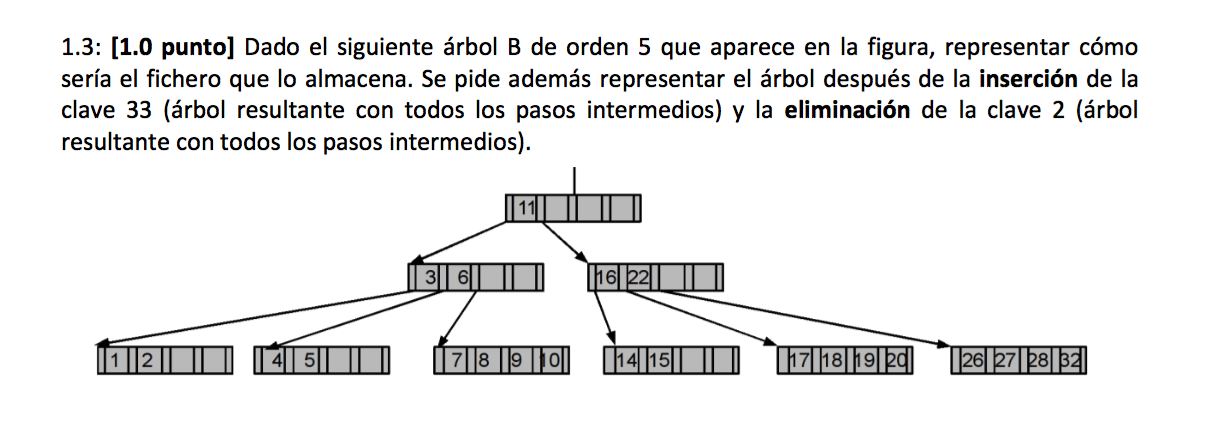 1.3: [1.0 punto] Dado el siguiente árbol B de orden 5 que aparece en la figura, representar cómo
sería el fichero que lo almacena. Se pide además representar el árbol después de la inserción de la
clave 33 (árbol resultante con todos los pasos intermedios) y la eliminación de la clave 2 (árbol
resultante con todos los pasos intermedios).
11
3 6 16 22
1 2 4 5 7 8 9 10 14 15 17 18 19 20 26 27 28 32